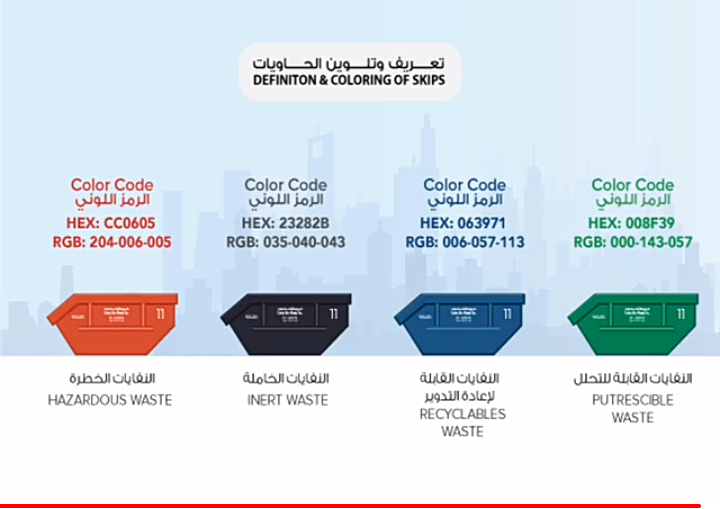 تعـــريف وتلـــوين الحـــاويات
DEFINITON & COLORING OF SKIPS
Color Code
الرمز اللوني
HEX: CC0605
RGB: 204-006-005
Color Code
الرمز اللوني
HEX: 23282B
RGB: 035-040-043
Color Code
الرمز اللوني
HEX: 063971
RGB: 006-057-113
Color Code
الرمز اللوني
HEX: 008F39
RGB: 000-143-057
11
11
11
11
النفايات الخطرة
HAZARDOUS WASTE
النفايات الخاملة
INERT WASTE
النفايات القابلة
لإعادة التدوير
RECYCLABLES
WASTE
النفايات القابلة للتحلل
PUTRESCIBLE
WASTE